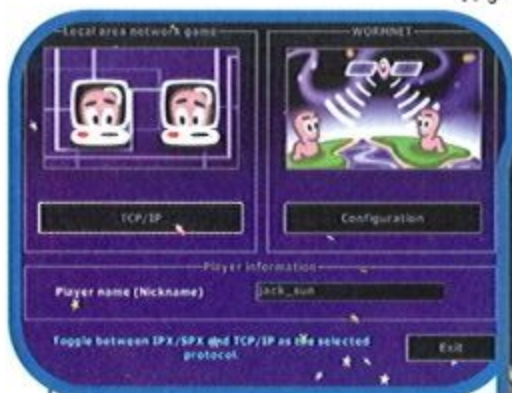 Local area network game
WORMNET
TCP/IP
Configuration
Player Information
Player name (Nickname)
jack_sun
Toggle between IPX/SPX and TCP/IP as the selected
protocol.
Exit